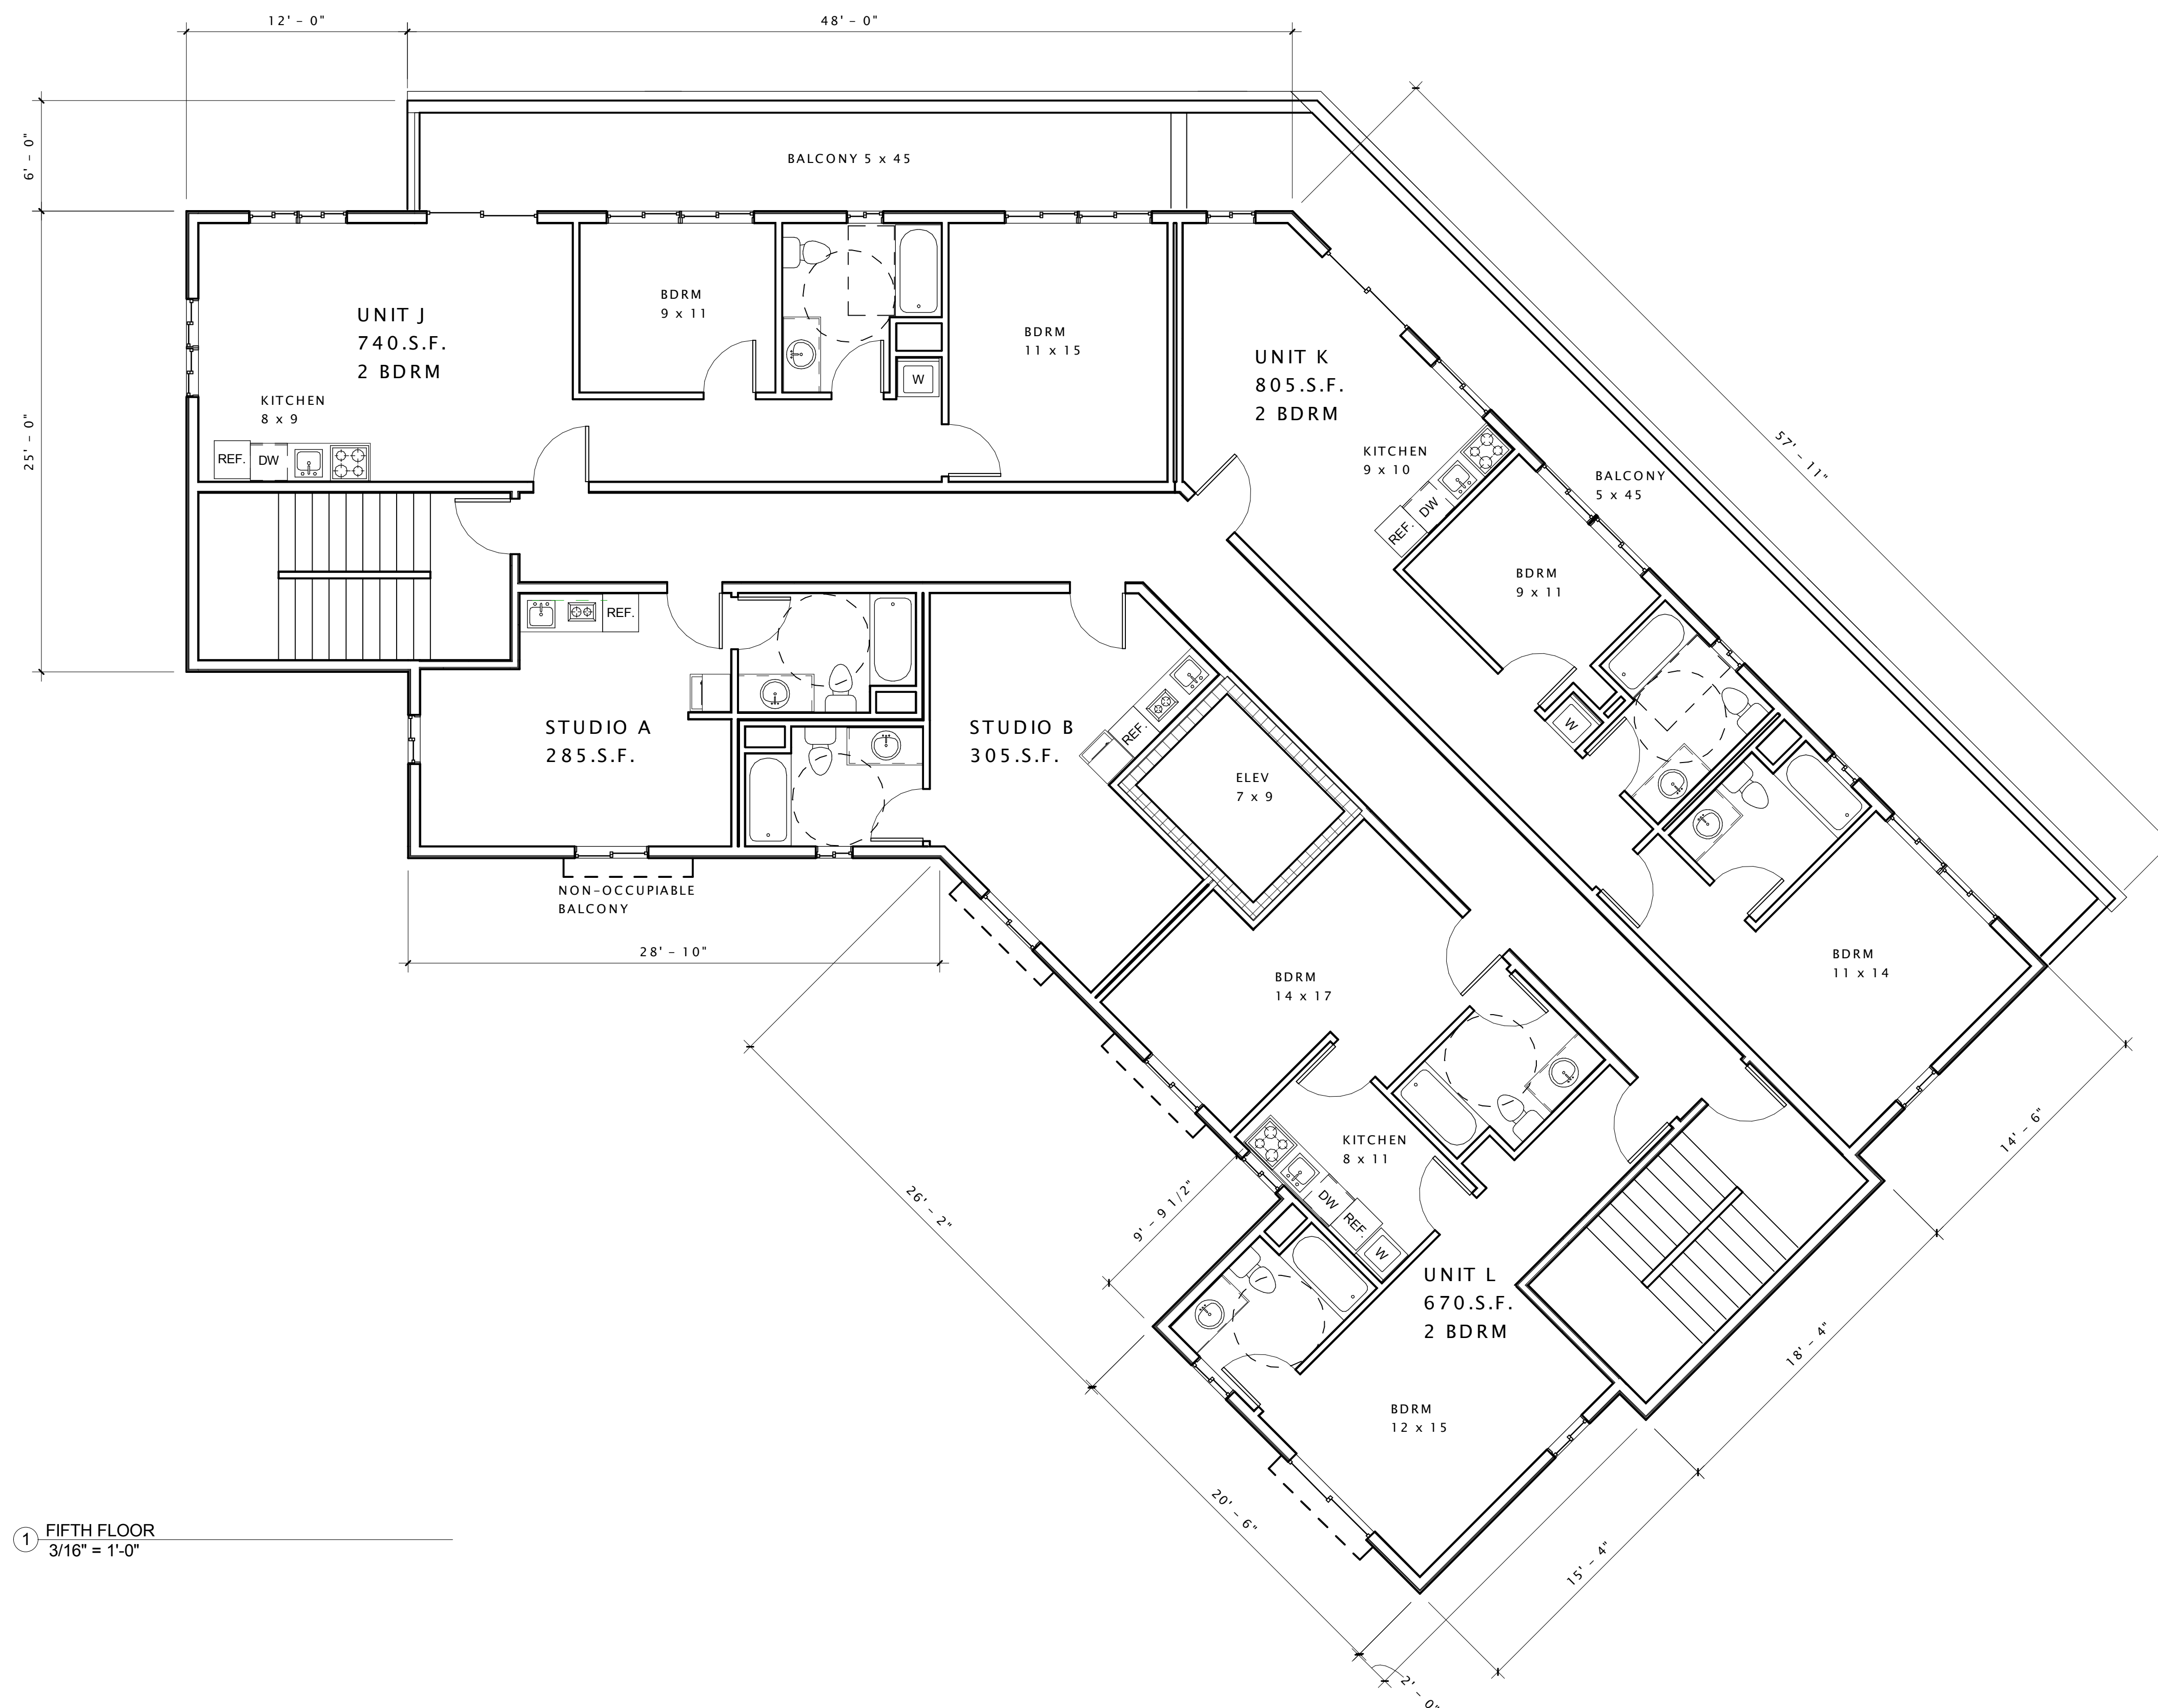 12' – 0"
48' – 0"
6' – 0"
BALCONY 5 x 45
25' – 0"
57' – 11"
UNIT J
740.S.F.
2 BDRM
BDRM
9 x 11
BDRM
11 x 15
W
KITCHEN
8 x 9
REF.
DW
UNIT K
805.S.F.
2 BDRM
KITCHEN
9 x 10
REF.
DW
BALCONY
5 x 45
BDRM
9 x 11
W
REF.
STUDIO A
285.S.F.
STUDIO B
305.S.F.
REF.
ELEV
7 x 9
NON–OCCUPIABLE
BALCONY
28' – 10"
BDRM
14 x 17
BDRM
11 x 14
14' – 6"
KITCHEN
8 x 11
DW
REF.
W
26' – 2"
9' – 9 1/2"
UNIT L
670.S.F.
2 BDRM
18' – 4"
BDRM
12 x 15
20' – 6"
15' – 4"
2' – 0"
1
FIFTH FLOOR
3/16" = 1'-0"